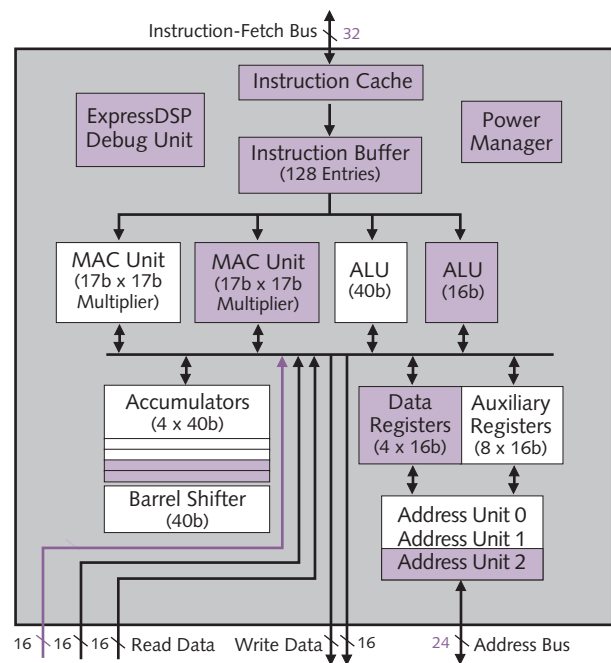 Instruction-Fetch Bus 32
Instruction Cache
ExpressDSP
Debug Unit
Power
Manager
Instruction Buffer
(128 Entries)
MAC Unit
(17b x 17b
Multiplier)
MAC Unit
(17b x 17b
Multiplier)
ALU
(40b)
ALU
(16b)
Accumulators
(4 x 40b)
Data
Registers
(4 x 16b)
Auxiliary
Registers
(8 x 16b)
Barrel Shifter
(40b)
Address Unit 0
Address Unit 1
Address Unit 2
16 16 16 Read Data Write Data 16 24 Address Bus